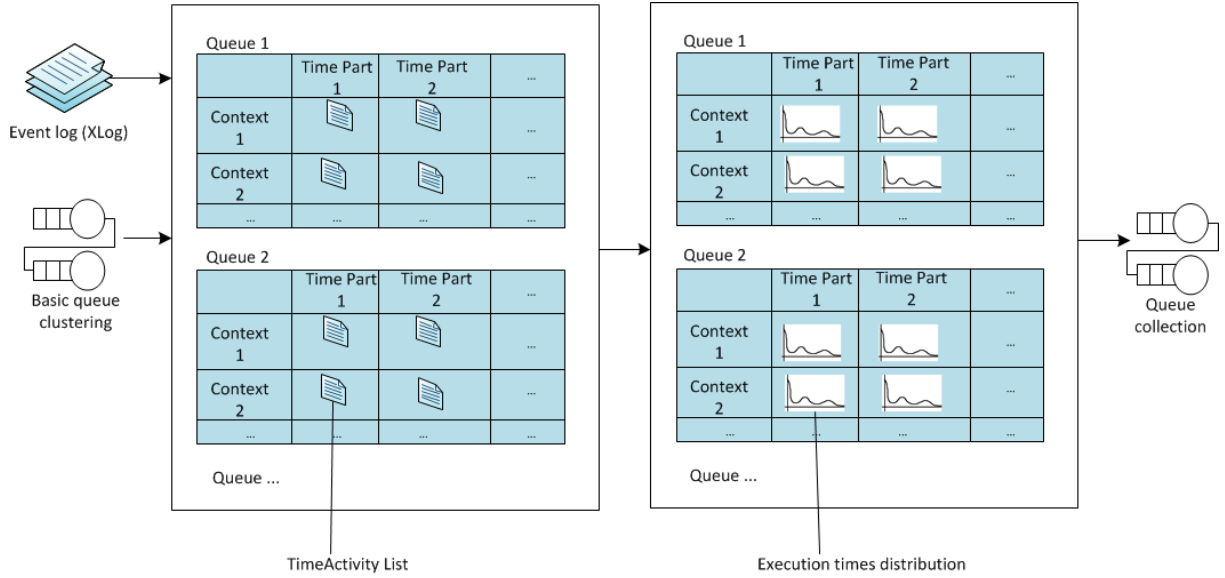 Event log (XLog)
Basic queue
clustering
Queue 1
Time Part
1
Time Part
2
...
Context
1
...
Context
2
...
...
...
...
...
Queue 2
Time Part
1
Time Part
2
...
Context
1
...
Context
2
...
...
...
...
...
Queue ...
TimeActivity List
Queue 1
Time Part
1
Time Part
2
...
Context
1
...
Context
2
...
...
...
...
...
Queue 2
Time Part
1
Time Part
2
...
Context
1
...
Context
2
...
...
...
...
...
Queue ...
Execution times distribution
Queue
collection